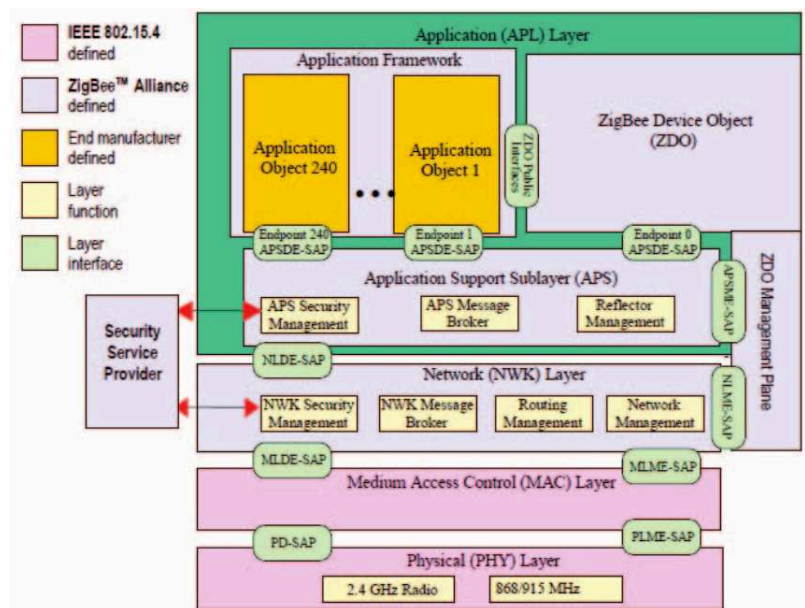 IEEE 802.15.4
defined
ZigBee™ Alliance
defined
End manufacturer
defined
Layer
function
Layer
interface
Application (APL) Layer
Application Framework
Application
Object 240
Application
Object 1
ZDO Public
Interfaces
ZigBee Device Object
(ZDO)
Endpoint 240
APSDE-SAP
Endpoint 1
APSDE-SAP
Endpoint 0
APSDE-SAP
Application Support Sublayer (APS)
APS Security
Management
APS Message
Broker
Reflector
Management
APSME-SAP
ZDO Management Plane
Security
Service
Provider
NLDE-SAP
Network (NWK) Layer
NWK Security
Management
NWK Message
Broker
Routing
Management
Network
Management
NLME-SAP
MLDE-SAP
MLME-SAP
Medium Access Control (MAC) Layer
PD-SAP
PLME-SAP
Physical (PHY) Layer
2.4 GHz Radio
868/915 MHz